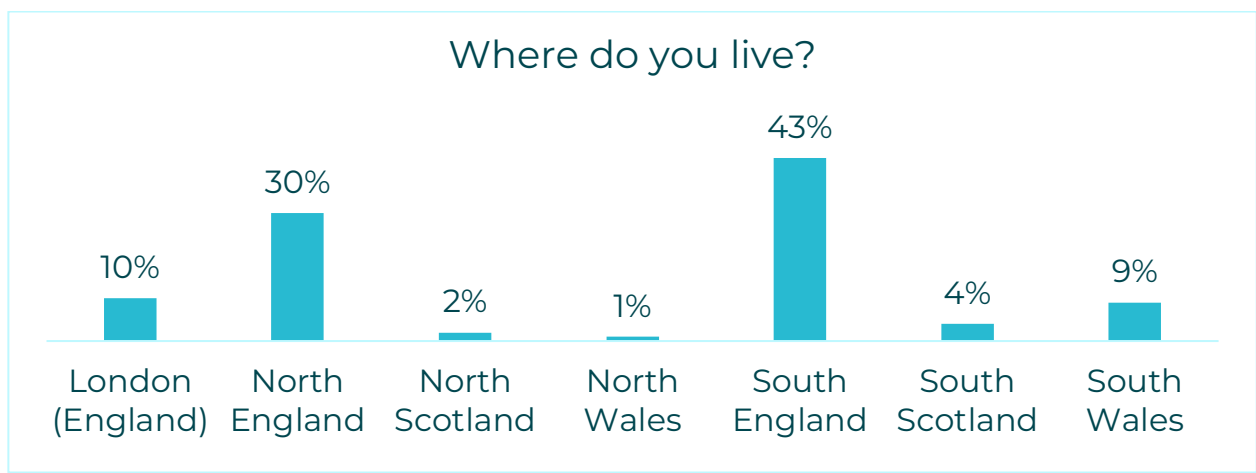 Where do you live?
43%
30%
10%
9%
2%
1%
4%
London
(England)
North
England
North
Scotland
North
Wales
South
England
South
Scotland
South
Wales